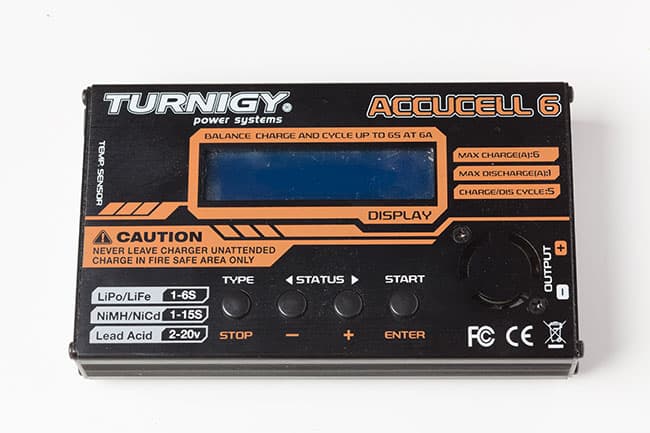 TURNIGY®
power systems
ACCUCELL 6
BALANCE CHARGE AND CYCLE UP TO 6S AT 6A
TEMP SENSOR
MAX CHARGE(A):6
MAX DISCHARGE(A):1
CHARGE/DIS CYCLE:5
DISPLAY
CAUTION
NEVER LEAVE CHARGER UNATTENDED
CHARGE IN FIRE SAFE AREA ONLY
OUTPUT
+
−
TYPE ◀ STATUS ▶ START
STOP − + ENTER
LiPo/LiFe 1-6S
NiMH/NiCd 1-15S
Lead Acid 2-20v
FC CE